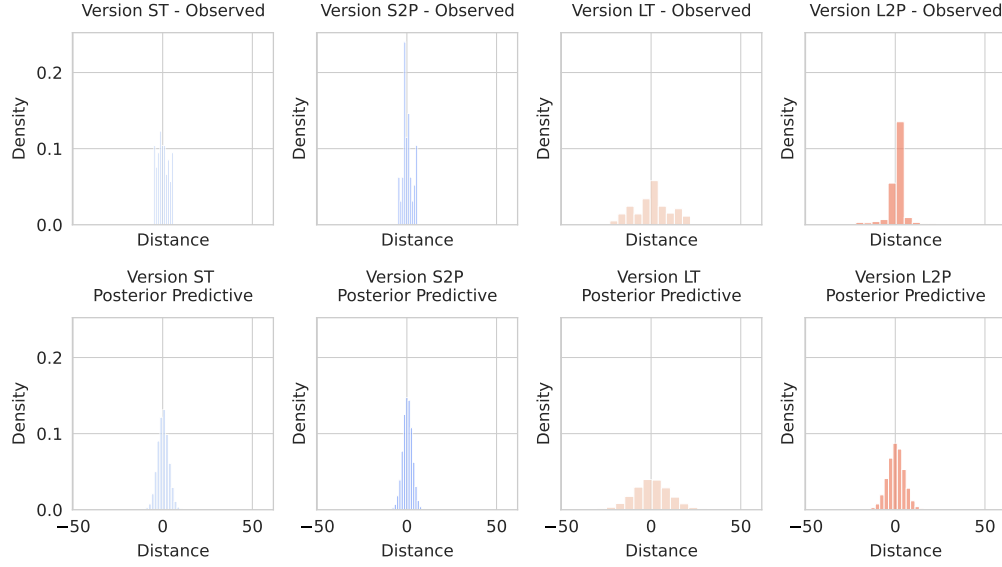 Version ST - Observed
Version S2P - Observed
Version LT - Observed
Version L2P - Observed
0.2
0.1
0.0
Density
Density
Density
Density
Distance
Distance
Distance
Distance
Version ST
Posterior Predictive
Version S2P
Posterior Predictive
Version LT
Posterior Predictive
Version L2P
Posterior Predictive
0.2
0.1
0.0
Density
Density
Density
Density
−50
0
50
−50
0
50
−50
0
50
−50
0
50
Distance
Distance
Distance
Distance